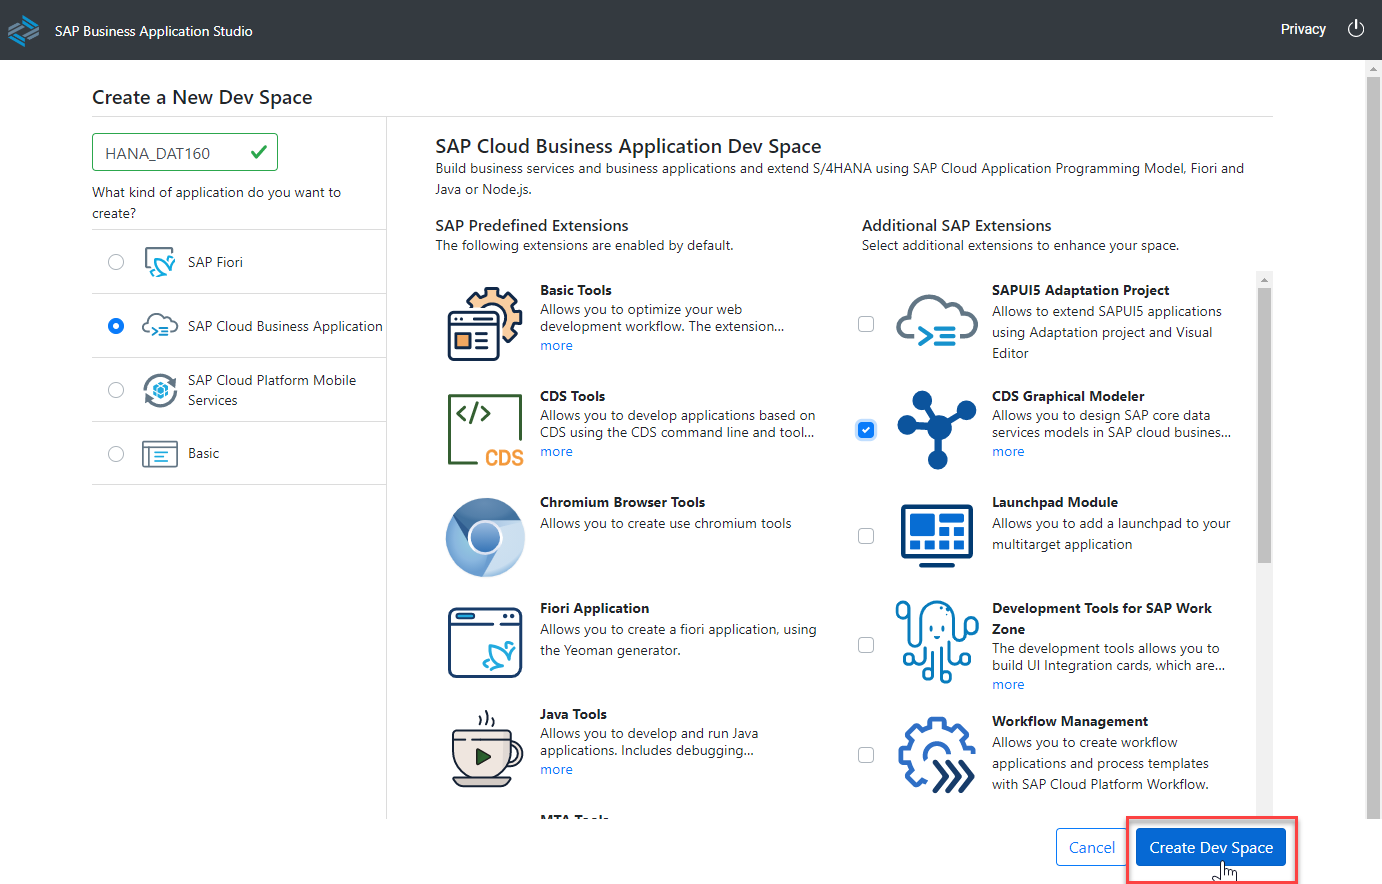 SAP Business Application Studio
Privacy
Create a New Dev Space
HANA_DAT160
What kind of application do you want to
create?
SAP Fiori
SAP Cloud Business Application
SAP Cloud Platform Mobile
Services
Basic
SAP Cloud Business Application Dev Space
Build business services and business applications and extend S/4HANA using SAP Cloud Application Programming Model, Fiori and
Java or Node.js.
SAP Predefined Extensions
The following extensions are enabled by default.
Basic Tools
Allows you to optimize your web
development workflow. The extension...
more
CDS Tools
Allows you to develop applications based on
CDS using the CDS command line and tool...
more
</>
CDS
Chromium Browser Tools
Allows you to create use chromium tools
Fiori Application
Allows you to create a fiori application, using
the Yeoman generator.
Java Tools
Allows you to develop and run Java
applications. Includes debugging...
more
MTA Tools
Additional SAP Extensions
Select additional extensions to enhance your space.
SAPUI5 Adaptation Project
Allows to extend SAPUI5 applications
using Adaptation project and Visual
Editor
CDS Graphical Modeler
Allows you to design SAP core data
services models in SAP cloud busines...
more
Launchpad Module
Allows you to add a launchpad to your
multitarget application
Development Tools for SAP Work
Zone
The development tools allows you to
build UI Integration cards, which are...
more
Workflow Management
Allows you to create workflow
applications and process templates
with SAP Cloud Platform Workflow.
Cancel
Create Dev Space